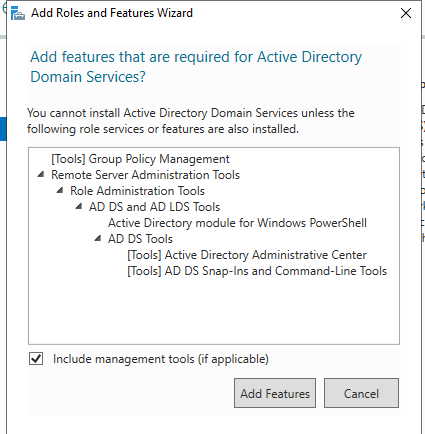 Add Roles and Features Wizard
Add features that are required for Active Directory
Domain Services?
You cannot install Active Directory Domain Services unless the
following role services or features are also installed.
[Tools] Group Policy Management
Remote Server Administration Tools
Role Administration Tools
AD DS and AD LDS Tools
Active Directory module for Windows PowerShell
AD DS Tools
[Tools] Active Directory Administrative Center
[Tools] AD DS Snap-Ins and Command-Line Tools
Include management tools (if applicable)
Add Features
Cancel